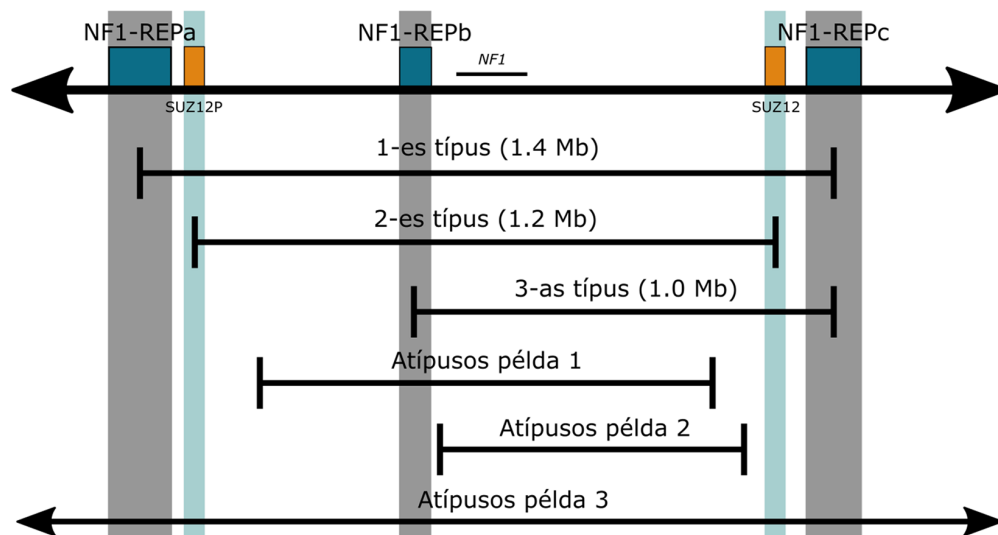 NF1-REPa NF1-REPb NF1-REPc
NF1
SUZ12P SUZ12
1-es típus (1.4 Mb)
2-es típus (1.2 Mb)
3-as típus (1.0 Mb)
Atípusos példa 1
Atípusos példa 2
Atípusos példa 3